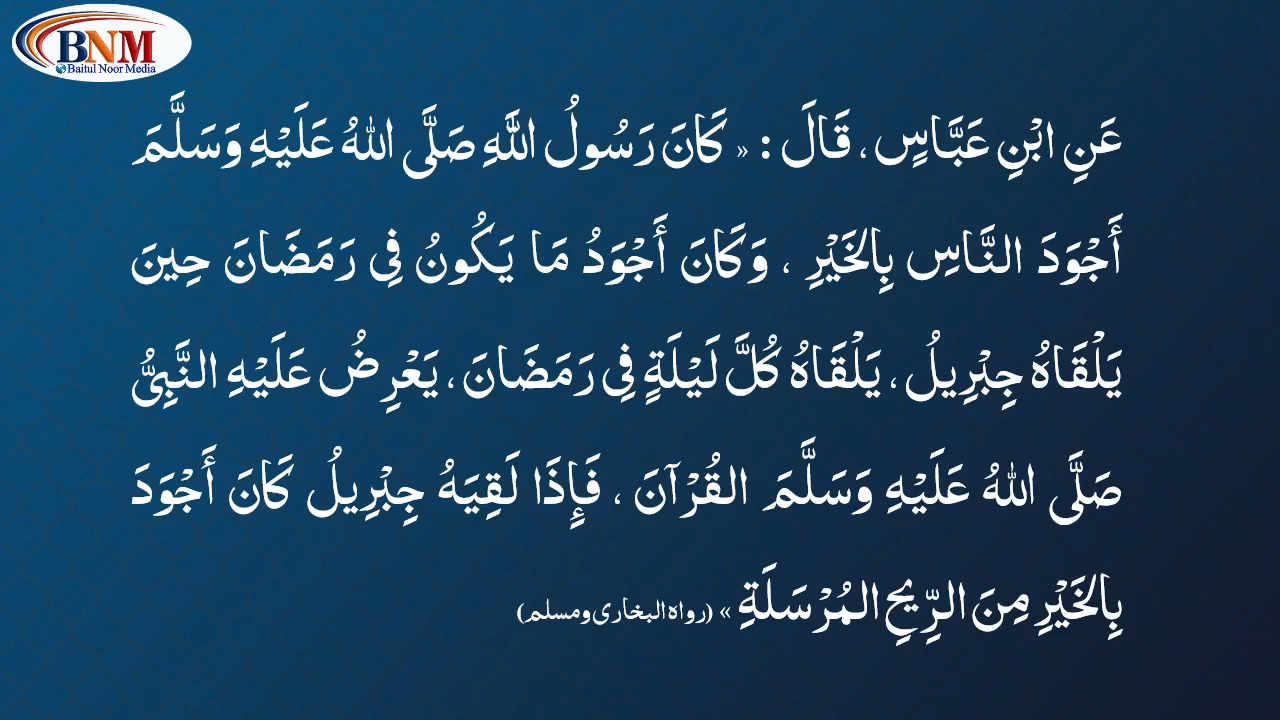 BNM
Baitul Noor Media
عَنِ ابْنِ عَبَّاسٍ، قَالَ : « كَانَ رَسُولُ اللَّهِ صَلَّى اللهُ عَلَيْهِ وَسَلَّمَ
أَجْوَدَ النَّاسِ بِالخَيْرِ ، وَكَانَ أَجْوَدُ مَا يَكُونُ فِي رَمَضَانَ حِينَ
يَلْقَاهُ جِبْرِيلُ ، يَلْقَاهُ كُلَّ لَيْلَةٍ فِي رَمَضَانَ ، يَعْرِضُ عَلَيْهِ النَّبِيُّ
صَلَّى اللهُ عَلَيْهِ وَسَلَّمَ القُرْآنَ ، فَإِذَا لَقِيَهُ جِبْرِيلُ كَانَ أَجْوَدَ
بِالخَيْرِ مِنَ الرِّيحِ المُرْسَلَةِ » (رواه البخاری ومسلم)